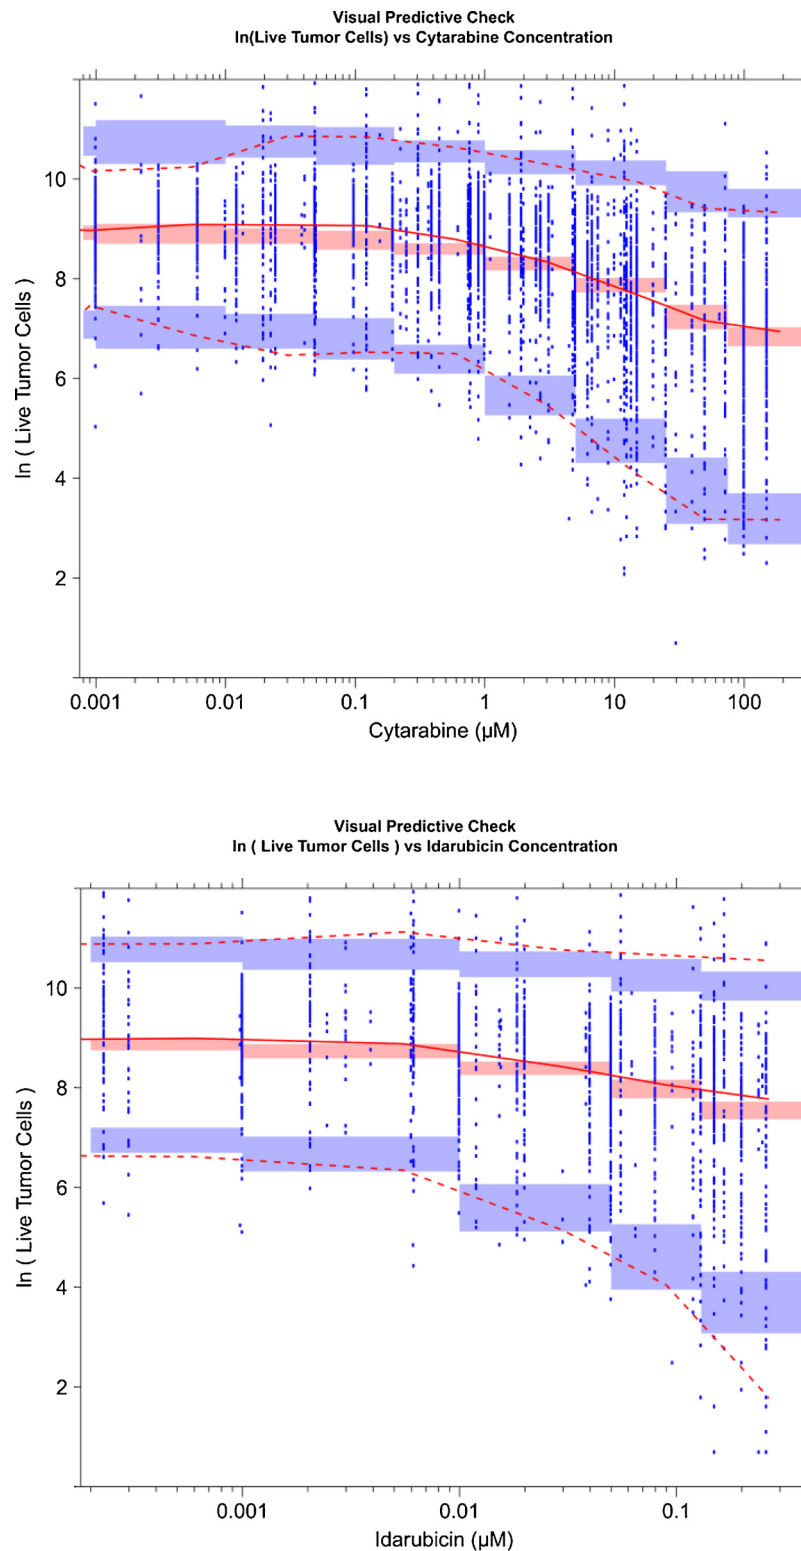 Visual Predictive Check
ln(Live Tumor Cells) vs Cytarabine Concentration
ln ( Live Tumor Cells )
10
8
6
4
2
0.001 0.01 0.1 1 10 100
Cytarabine (µM)
Visual Predictive Check
ln ( Live Tumor Cells ) vs Idarubicin Concentration
ln ( Live Tumor Cells )
10
8
6
4
2
0.001 0.01 0.1
Idarubicin (µM)